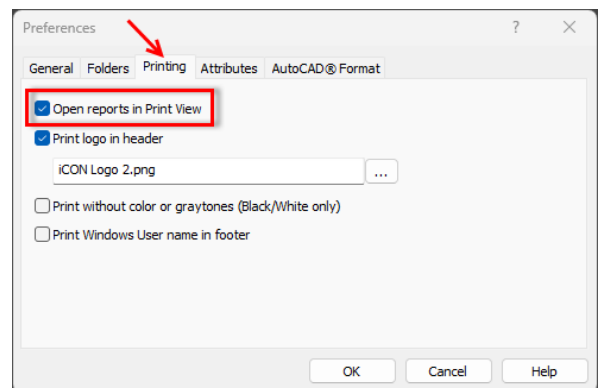 Preferences
General Folders Printing Attributes AutoCAD® Format
Open reports in Print View
Print logo in header
iCON Logo 2.png ...
Print without color or graytones (Black/White only)
Print Windows User name in footer
OK Cancel Help